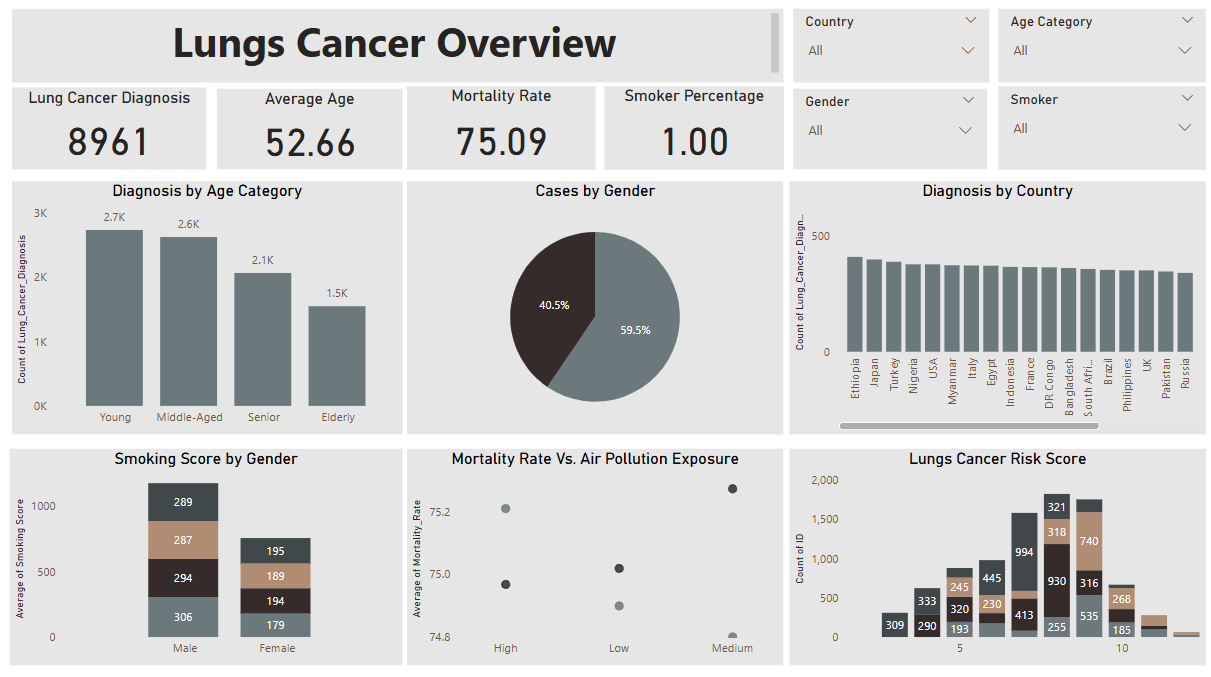 Lungs Cancer Overview
Country
All
Age Category
All
Gender
All
Smoker
All
Lung Cancer Diagnosis
8961
Average Age
52.66
Mortality Rate
75.09
Smoker Percentage
1.00
Diagnosis by Age Category
Count of Lung_Cancer_Diagnosis
3K
2K
1K
0K
2.7K
2.6K
2.1K
1.5K
Young
Middle-Aged
Senior
Elderly
Cases by Gender
40.5%
59.5%
Diagnosis by Country
Count of Lung_Cancer_Diagn...
500
0
Ethiopia
Japan
Turkey
Nigeria
USA
Myanmar
Italy
Egypt
Indonesia
France
DR Congo
Bangladesh
South Afri...
Brazil
Philippines
UK
Pakistan
Russia
Smoking Score by Gender
Average of Smoking Score
1000
500
0
289
287
294
306
195
189
194
179
Male
Female
Mortality Rate Vs. Air Pollution Exposure
Average of Mortality_Rate
75.2
75.0
74.8
High
Low
Medium
Lungs Cancer Risk Score
Count of ID
2,000
1,500
1,000
500
0
309
333
290
245
320
193
445
230
994
413
321
318
930
255
740
316
535
268
185
5
10